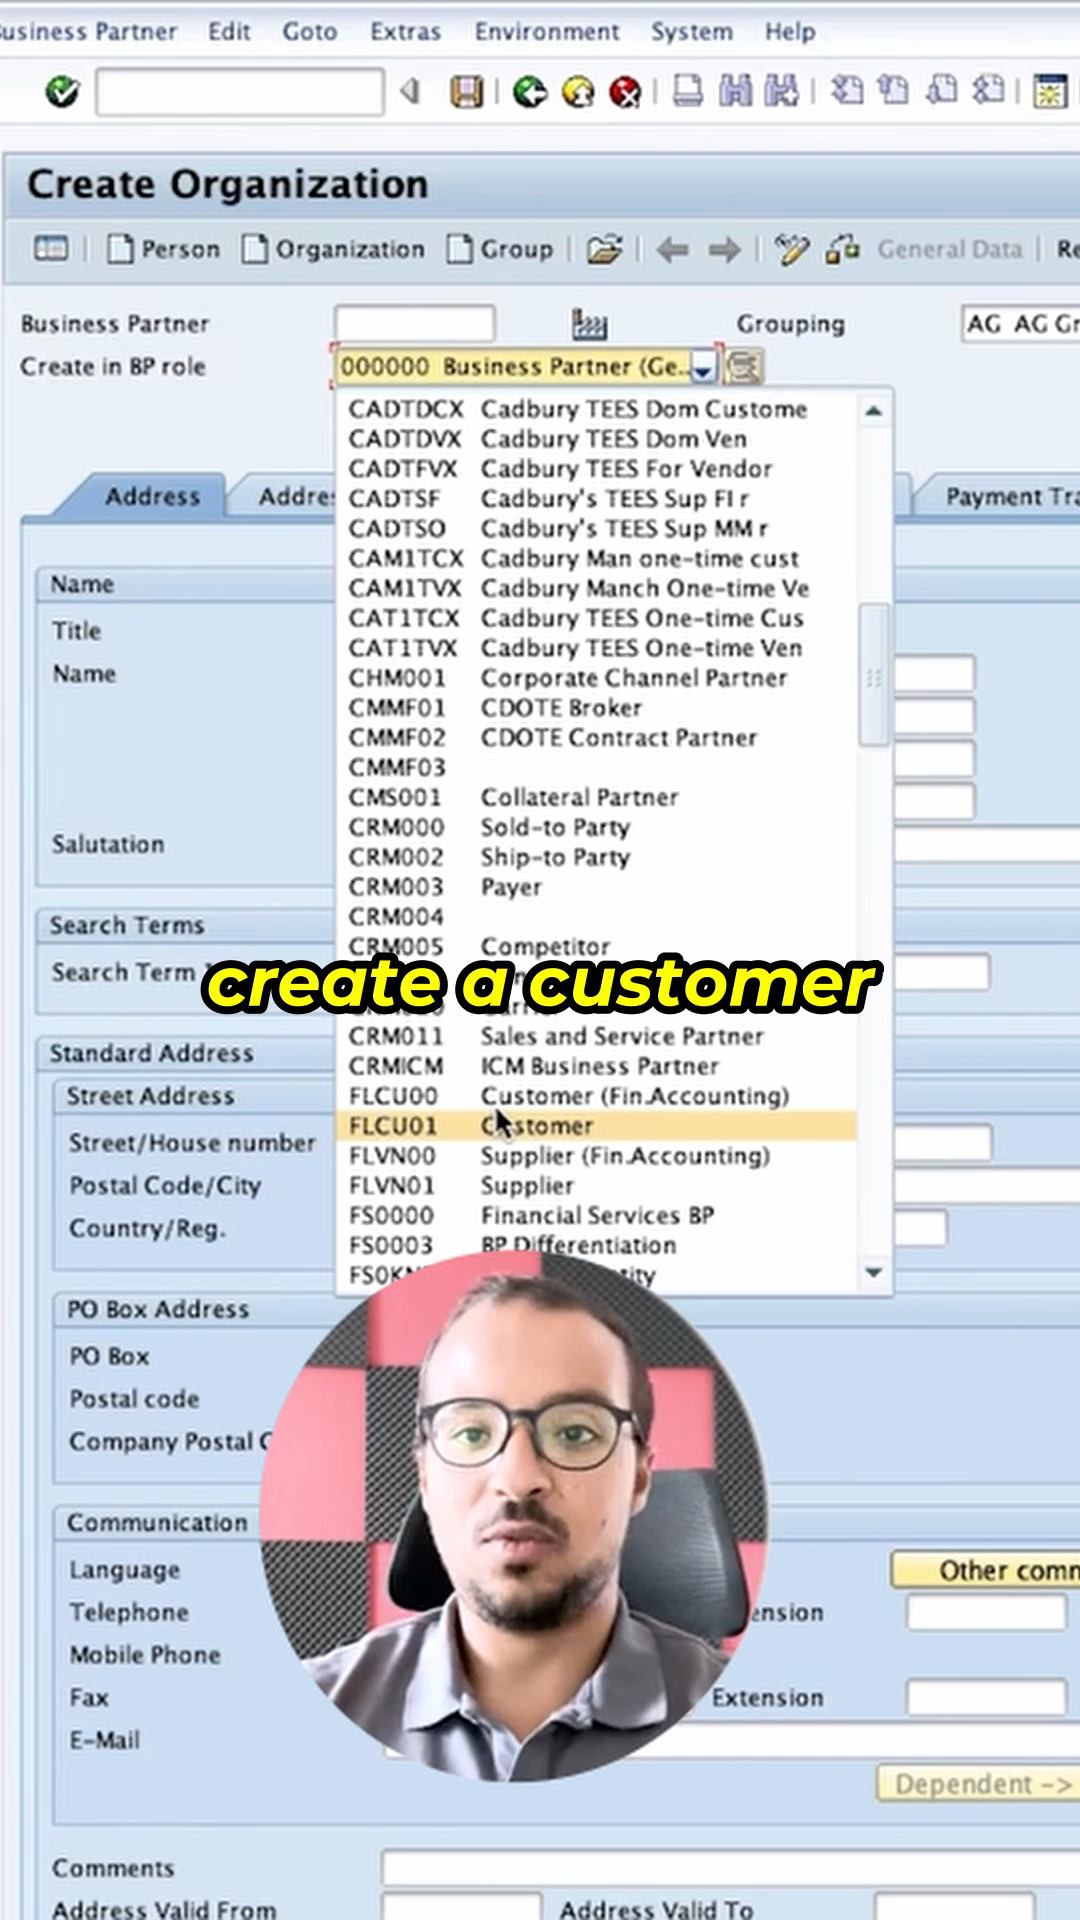 Business Partner Edit Goto Extras Environment System Help
Create Organization
Person Organization Group General Data
Business Partner Grouping AG AG
Create in BP role 000000 Business Partner (Ge..
CADTDCX Cadbury TEES Dom Custome
CADTDVX Cadbury TEES Dom Ven
CADTFVX Cadbury TEES For Vendor
CADTSF Cadbury's TEES Sup FI r
CADTSO Cadbury's TEES Sup MM r
CAM1TCX Cadbury Man one-time cust
CAM1TVX Cadbury Manch One-time Ve
CAT1TCX Cadbury TEES One-time Cus
CAT1TVX Cadbury TEES One-time Ven
CHM001 Corporate Channel Partner
CMMF01 CDOTE Broker
CMMF02 CDOTE Contract Partner
CMMF03
CMS001 Collateral Partner
CRM000 Sold-to Party
CRM002 Ship-to Party
CRM003 Payer
CRM004
CRM005 Competitor
create a customer
CRM011 Sales and Service Partner
CRMICM ICM Business Partner
FLCU00 Customer (Fin.Accounting)
FLCU01 Customer
FLVN00 Supplier (Fin.Accounting)
FLVN01 Supplier
FS0000 Financial Services BP
FS0003 BP Differentiation
Address
Payment
Name
Title
Name
Salutation
Search Terms
Search Term
Standard Address
Street Address
Street/House number
Postal Code/City
Country/Reg.
PO Box Address
PO Box
Postal code
Company Postal
Communication
Language Other
Telephone
Mobile Phone
Fax Extension
E-Mail
Dependent ->
Comments
Address Valid From Address Valid To